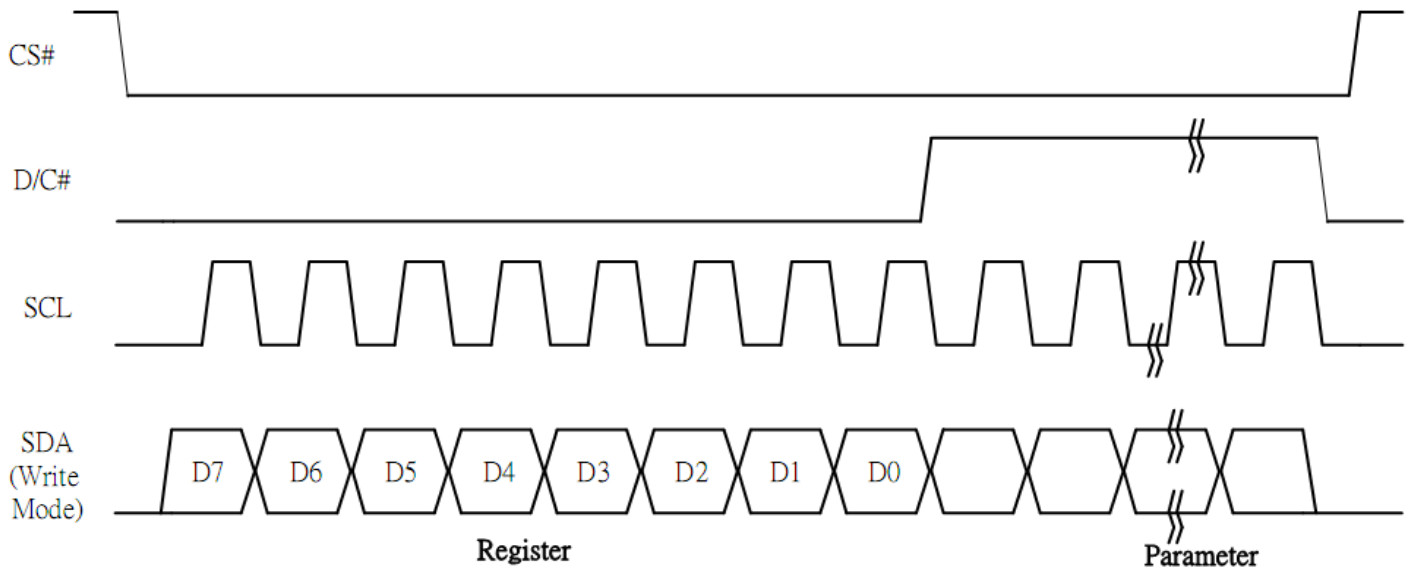 CS#
D/C#
SCL
SDA
(Write
Mode)
D7 D6 D5 D4 D3 D2 D1 D0
Register Parameter